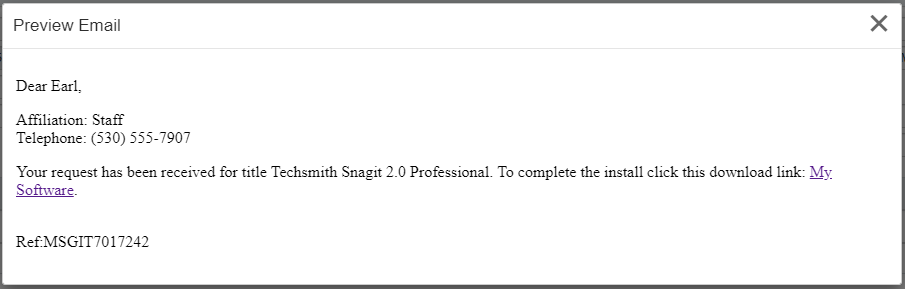 Preview Email
Dear Earl,
Affiliation: Staff
Telephone: (530) 555-7907
Your request has been received for title Techsmith Snagit 2.0 Professional. To complete the install click this download link: My
Software.
Ref:MSGIT7017242